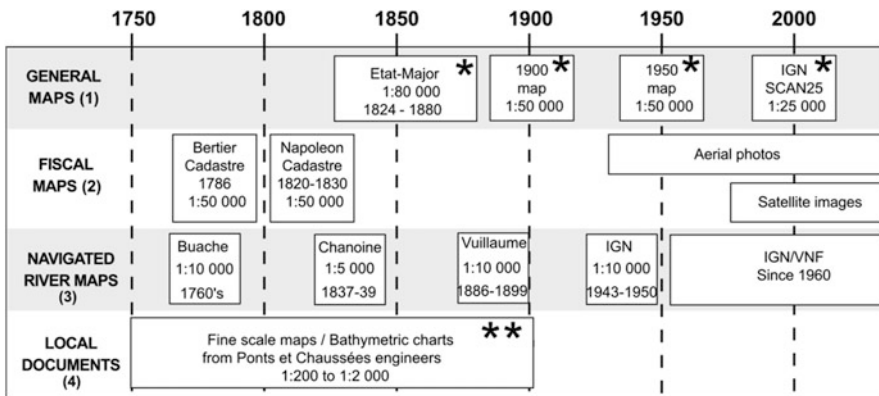 1750 1800 1850 1900 1950 2000
GENERAL
MAPS (1)
Etat-Major
1:80 000
1824 - 1880
*
1900
map
1:50 000
*
1950
map
1:50 000
*
IGN
SCAN25
1:25 000
*
FISCAL
MAPS (2)
Bertier
Cadastre
1786
1:50 000
Napoleon
Cadastre
1820-1830
1:50 000
Aerial photos
Satellite images
NAVIGATED
RIVER MAPS
(3)
Buache
1:10 000
1760's
Chanoine
1:5 000
1837-39
Vuillaume
1:10 000
1886-1899
IGN
1:10 000
1943-1950
IGN/VNF
Since 1960
LOCAL
DOCUMENTS
(4)
Fine scale maps / Bathymetric charts
from Ponts et Chaussées engineers
1:200 to 1:2 000
**